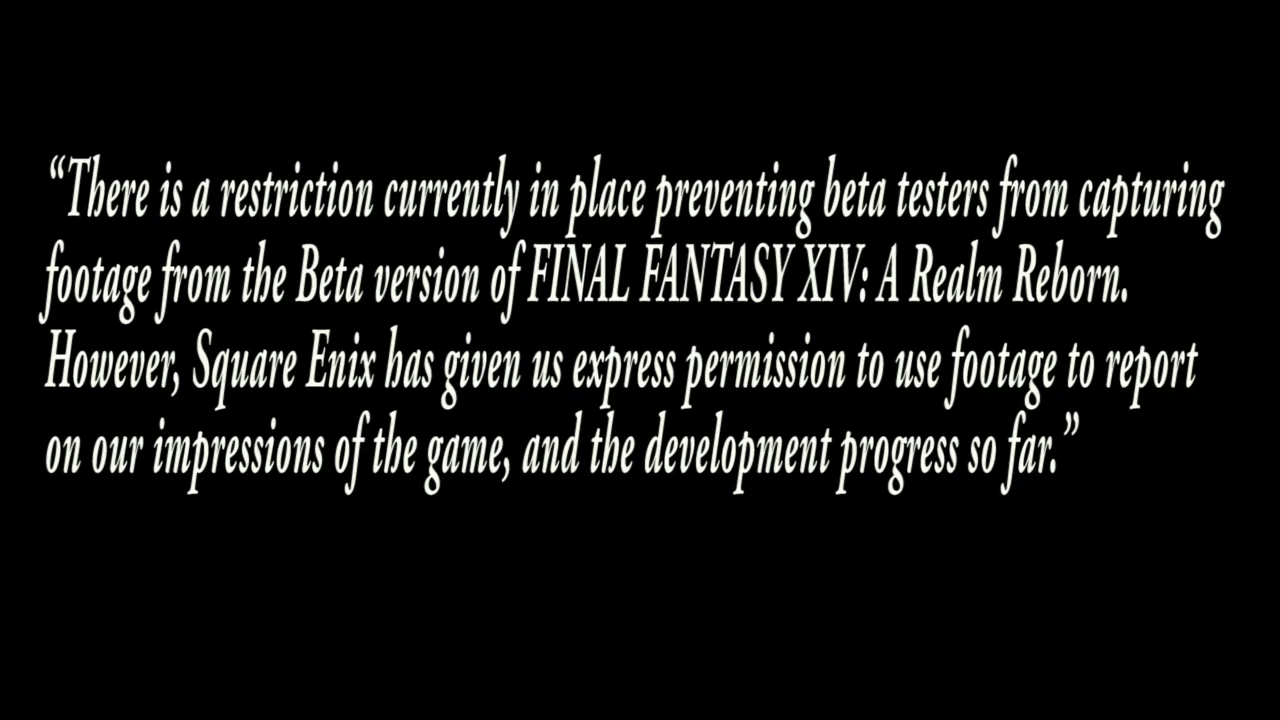 “There is a restriction currently in place preventing beta testers from capturing
footage from the Beta version of FINAL FANTASY XIV: A Realm Reborn.
However, Square Enix has given us express permission to use footage to report
on our impressions of the game, and the development progress so far.”